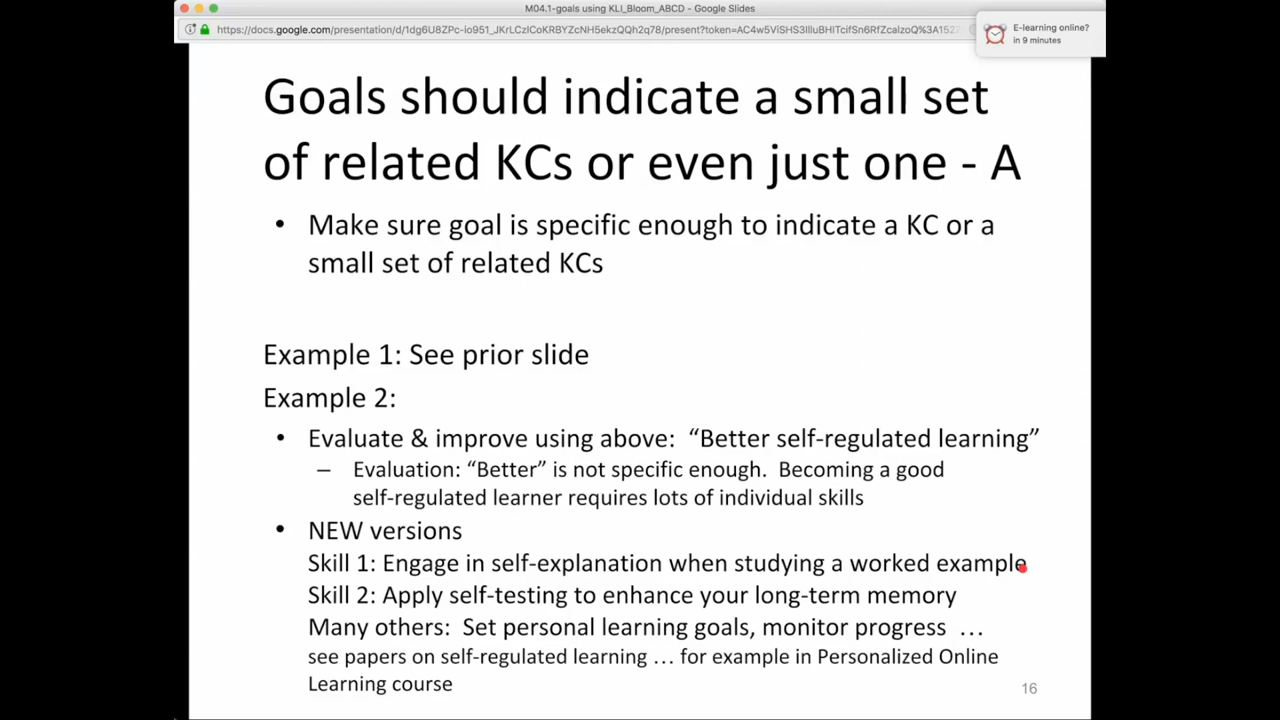 M04.1-goals using KLI_Bloom_ABCD - Google Slides
E-learning online?
in 9 minutes
Goals should indicate a small set
of related KCs or even just one - A
• Make sure goal is specific enough to indicate a KC or a
small set of related KCs
Example 1: See prior slide
Example 2:
• Evaluate & improve using above: “Better self-regulated learning”
– Evaluation: “Better” is not specific enough. Becoming a good
self-regulated learner requires lots of individual skills
• NEW versions
Skill 1: Engage in self-explanation when studying a worked example
Skill 2: Apply self-testing to enhance your long-term memory
Many others: Set personal learning goals, monitor progress …
see papers on self-regulated learning … for example in Personalized Online
Learning course
16